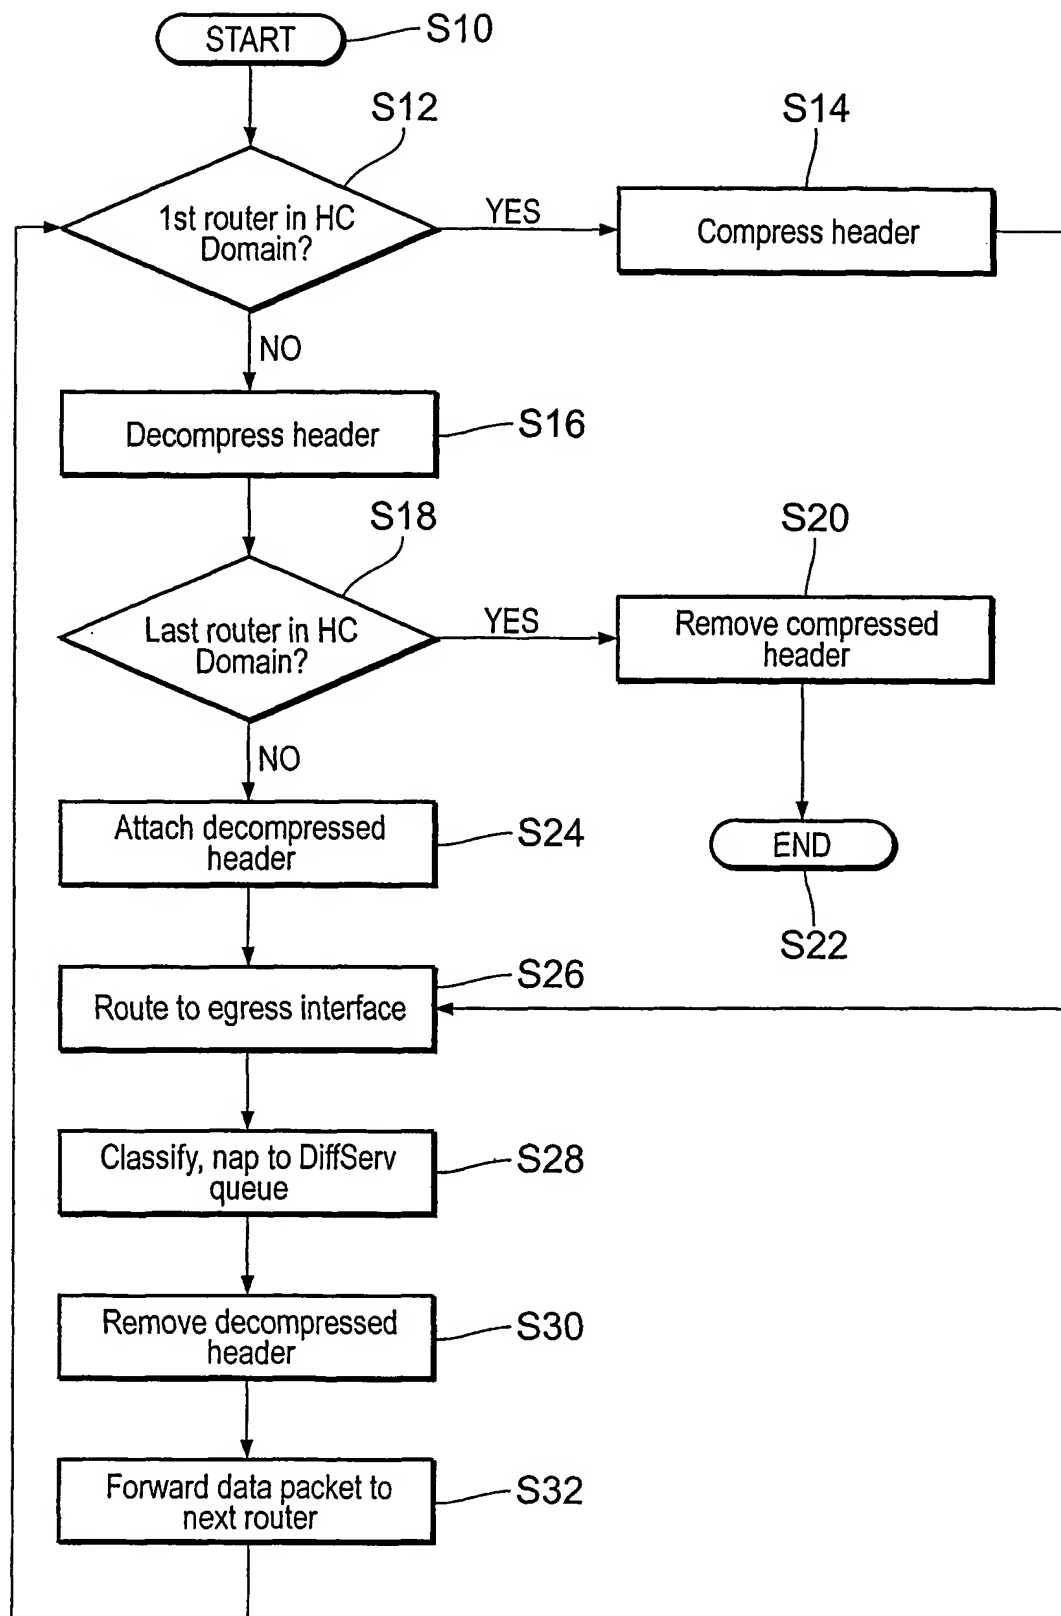 START
S10
S12
S14
1st router in HC
Domain?
YES
Compress header
NO
Decompress header
S16
S18
S20
Last router in HC
Domain?
YES
Remove compressed
header
NO
Attach decompressed
header
S24
END
S22
S26
Route to egress interface
Classify, nap to DiffServ
queue
S28
Remove decompressed
header
S30
Forward data packet to
next router
S32